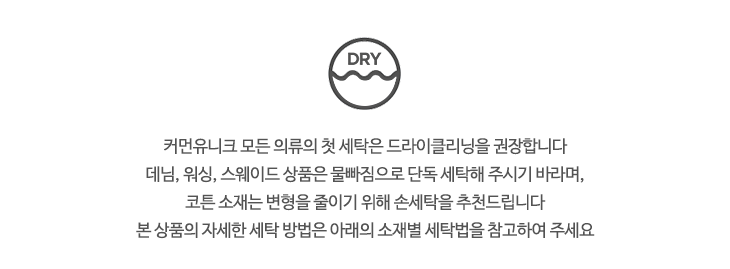 DRY
커먼유니크 모든 의류의 첫 세탁은 드라이클리닝을 권장합니다
데님, 워싱, 스웨이드 상품은 물빠짐으로 단독 세탁해 주시기 바라며,
코튼 소재는 변형을 줄이기 위해 손세탁을 추천드립니다
본 상품의 자세한 세탁 방법은 아래의 소재별 세탁법을 참고하여 주세요